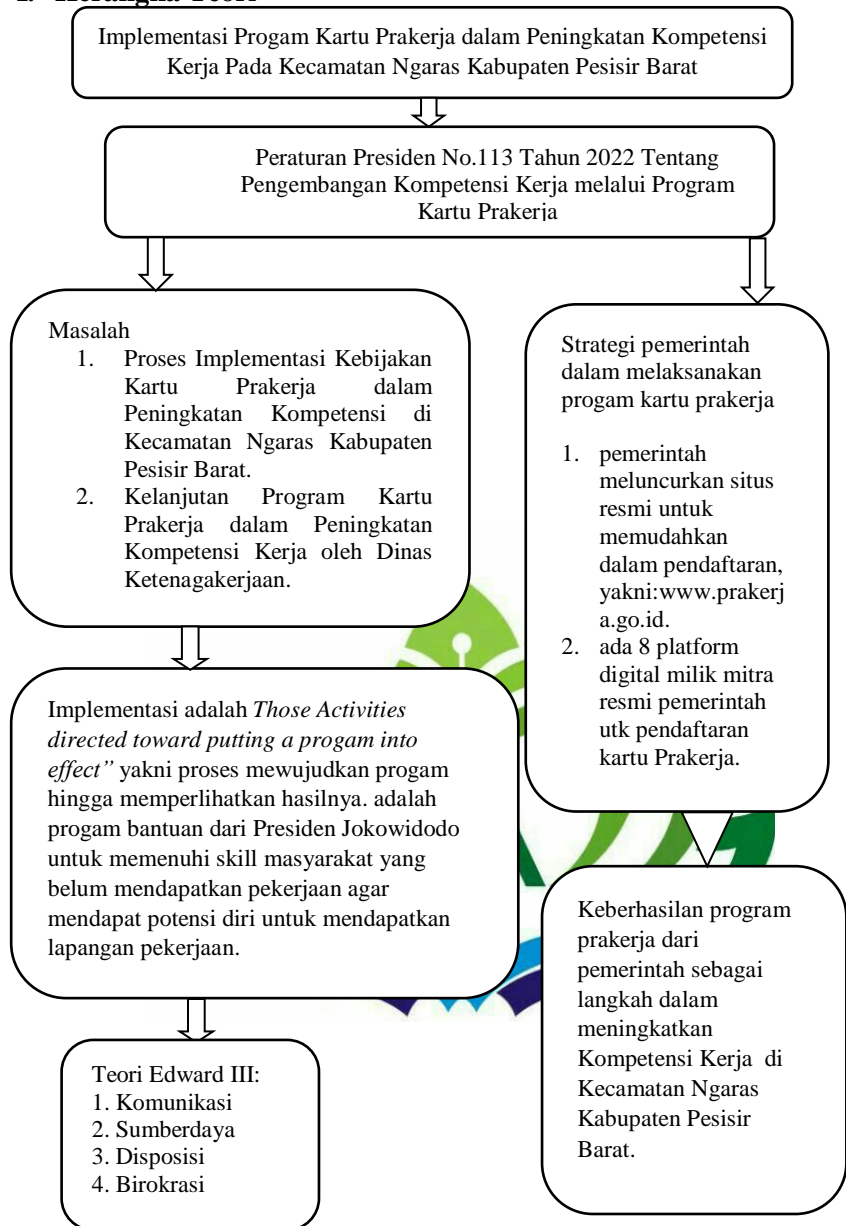 Implementasi Progam Kartu Prakerja dalam Peningkatan Kompetensi
Kerja Pada Kecamatan Ngaras Kabupaten Pesisir Barat
Peraturan Presiden No.113 Tahun 2022 Tentang
Pengembangan Kompetensi Kerja melalui Program
Kartu Prakerja
Masalah
1. Proses Implementasi Kebijakan
Kartu Prakerja dalam
Peningkatan Kompetensi di
Kecamatan Ngaras Kabupaten
Pesisir Barat.
2. Kelanjutan Program Kartu
Prakerja dalam Peningkatan
Kompetensi Kerja oleh Dinas
Ketenagakerjaan.
Strategi pemerintah
dalam melaksanakan
progam kartu prakerja
1. pemerintah
meluncurkan situs
resmi untuk
memudahkan
dalam pendaftaran,
yakni:www.prakerj
a.go.id.
2. ada 8 platform
digital milik mitra
resmi pemerintah
utk pendaftaran
kartu Prakerja.
Implementasi adalah Those Activities
directed toward putting a progam into
effect” yakni proses mewujudkan progam
hingga memperlihatkan hasilnya. adalah
progam bantuan dari Presiden Jokowidodo
untuk memenuhi skill masyarakat yang
belum mendapatkan pekerjaan agar
mendapat potensi diri untuk mendapatkan
lapangan pekerjaan.
Keberhasilan program
prakerja dari
pemerintah sebagai
langkah dalam
meningkatkan
Kompetensi Kerja di
Kecamatan Ngaras
Kabupaten Pesisir
Barat.
Teori Edward III:
1. Komunikasi
2. Sumberdaya
3. Disposisi
4. Birokrasi